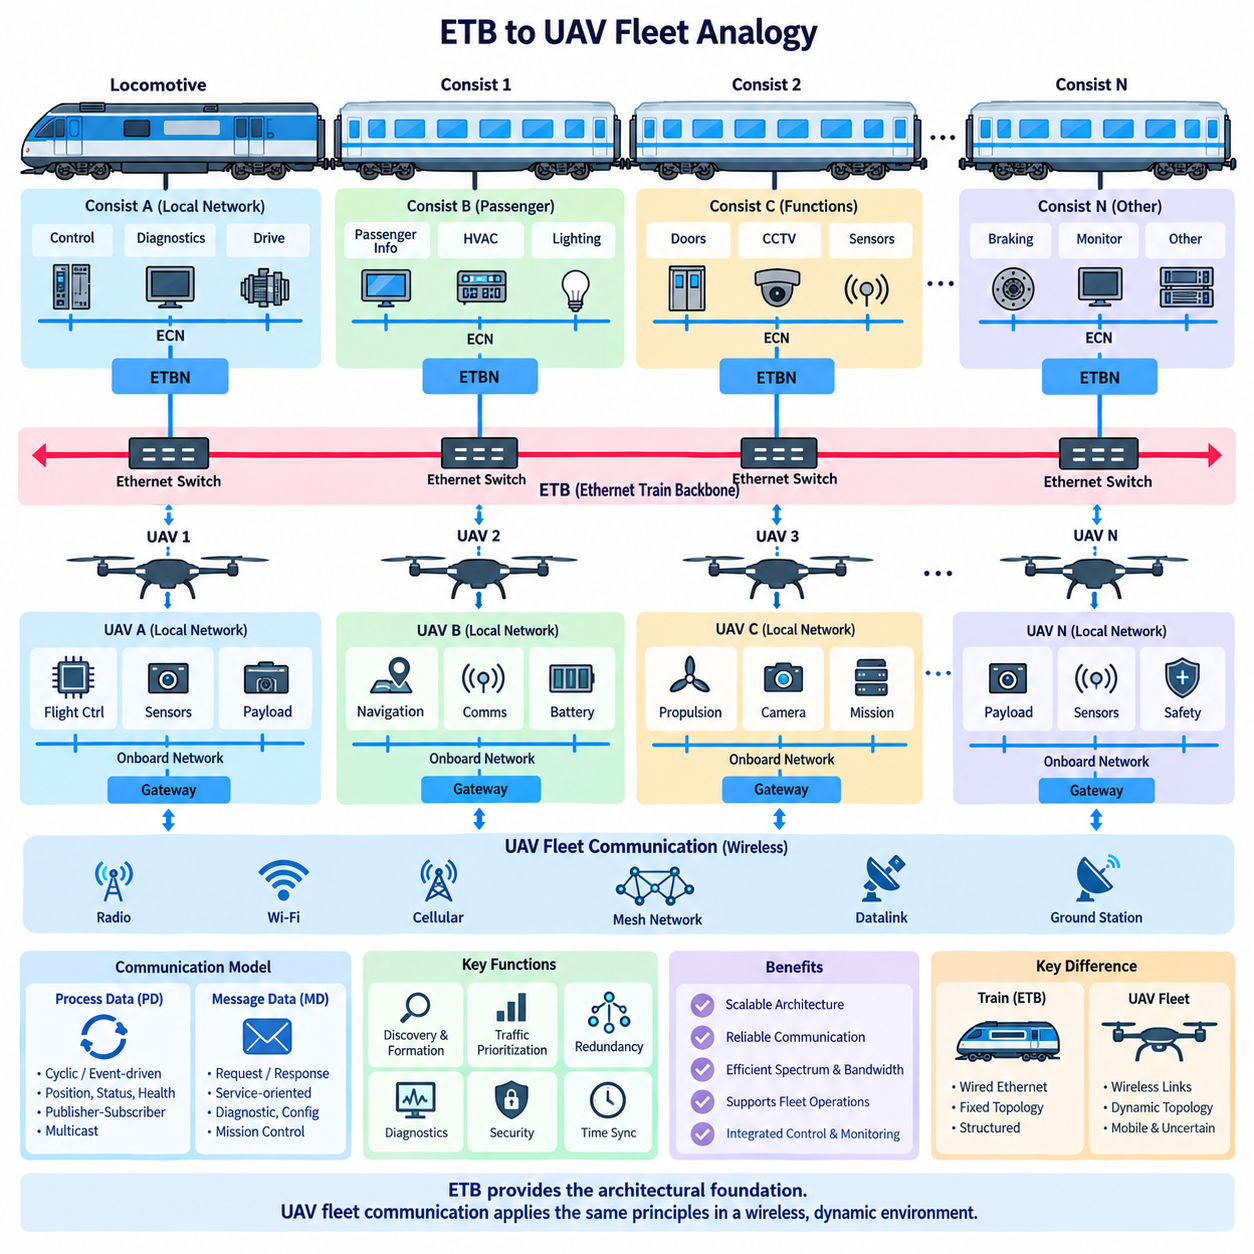 ETB to UAV Fleet Analogy
Locomotive
Consist 1
Consist 2
Consist N
Consist A (Local Network)
Control
Diagnostics
Drive
ECN
ETBN
Consist B (Passenger)
Passenger
Info
HVAC
Lighting
ECN
ETBN
Consist C (Functions)
Doors
CCTV
Sensors
ECN
ETBN
...
Consist N (Other)
Braking
Monitor
Other
ECN
ETBN
Ethernet Switch
Ethernet Switch
Ethernet Switch
Ethernet Switch
ETB (Ethernet Train Backbone)
UAV 1
UAV 2
UAV 3
...
UAV N
UAV A (Local Network)
Flight Ctrl
Sensors
Payload
Onboard Network
Gateway
UAV B (Local Network)
Navigation
Comms
Battery
Onboard Network
Gateway
UAV C (Local Network)
Propulsion
Camera
Mission
Onboard Network
Gateway
...
UAV N (Local Network)
Payload
Sensors
Safety
Onboard Network
Gateway
UAV Fleet Communication (Wireless)
Radio
Wi-Fi
Cellular
Mesh Network
Datalink
Ground Station
Communication Model
Process Data (PD)
• Cyclic / Event-driven
• Position, Status, Health
• Publisher-Subscriber
• Multicast
Message Data (MD)
• Request / Response
• Service-oriented
• Diagnostic, Config
• Mission Control
Key Functions
Discovery &
Formation
Traffic
Prioritization
Redundancy
Diagnostics
Security
Time Sync
Benefits
Scalable Architecture
Reliable Communication
Efficient Spectrum & Bandwidth
Supports Fleet Operations
Integrated Control & Monitoring
Key Difference
Train (ETB)
• Wired Ethernet
• Fixed Topology
• Structured
UAV Fleet
• Wireless Links
• Dynamic Topology
• Mobile & Uncertain
ETB provides the architectural foundation.
UAV fleet communication applies the same principles in a wireless, dynamic environment.